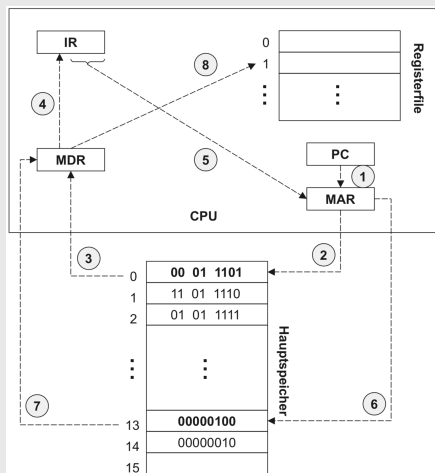 IR
0
1
Registerfile
8
4
5
MDR
PC
1
MAR
CPU
3
2
0 00 01 1101
1 11 01 1110
2 01 01 1111
Hauptspeicher
7
6
13 00000100
14 00000010
15